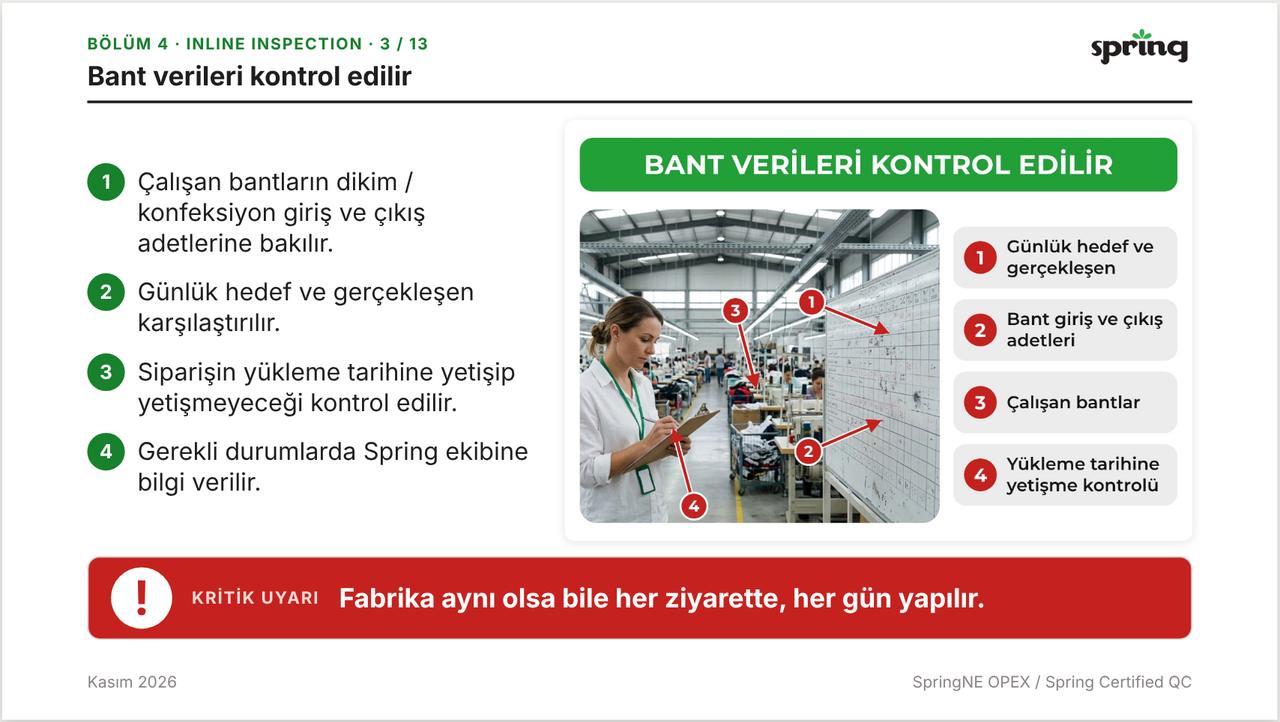 BÖLÜM 4 · INLINE INSPECTION · 3 / 13
Bant verileri kontrol edilir
spring
1 Çalışan bantların dikim /
konfeksiyon giriş ve çıkış
adetlerine bakılır.
2 Günlük hedef ve gerçekleşen
karşılaştırılır.
3 Siparişin yükleme tarihine yetişip
yetişmeyeceği kontrol edilir.
4 Gerekli durumlarda Spring ekibine
bilgi verilir.
BANT VERİLERİ KONTROL EDİLİR
3
1
2
4
1 Günlük hedef ve
gerçekleşen
2 Bant giriş ve çıkış
adetleri
3 Çalışan bantlar
4 Yükleme tarihine
yetişme kontrolü
! KRİTİK UYARI Fabrika aynı olsa bile her ziyarette, her gün yapılır.
Kasım 2026
SpringNE OPEX / Spring Certified QC